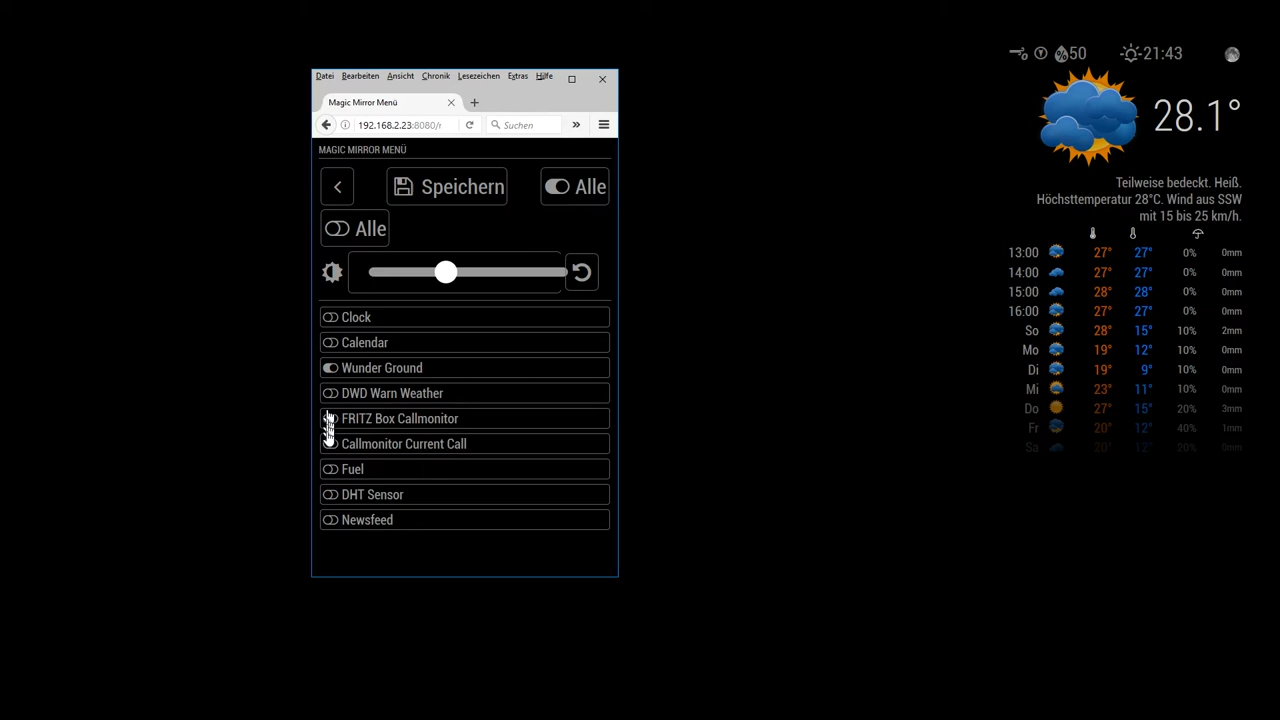 Datei Bearbeiten Ansicht Chronik Lesezeichen Extras Hilfe
Magic Mirror Menü
192.168.2.23:8080/r
Suchen
MAGIC MIRROR MENÜ
Speichern
Alle
Alle
Clock
Calendar
Wunder Ground
DWD Warn Weather
FRITZ Box Callmonitor
Callmonitor Current Call
Fuel
DHT Sensor
Newsfeed
50 21:43
28.1°
Teilweise bedeckt. Heiß.
Höchsttemperatur 28°C. Wind aus SSW
mit 15 bis 25 km/h.
13:00 27° 27° 0% 0mm
14:00 27° 27° 0% 0mm
15:00 28° 28° 0% 0mm
16:00 27° 27° 0% 0mm
So 28° 15° 10% 2mm
Mo 19° 12° 10% 0mm
Di 19° 9° 10% 0mm
Mi 23° 11° 10% 0mm
Do 27° 15° 20% 3mm
Fr 20° 12° 40% 1mm
Sa 20° 12° 20% 0mm